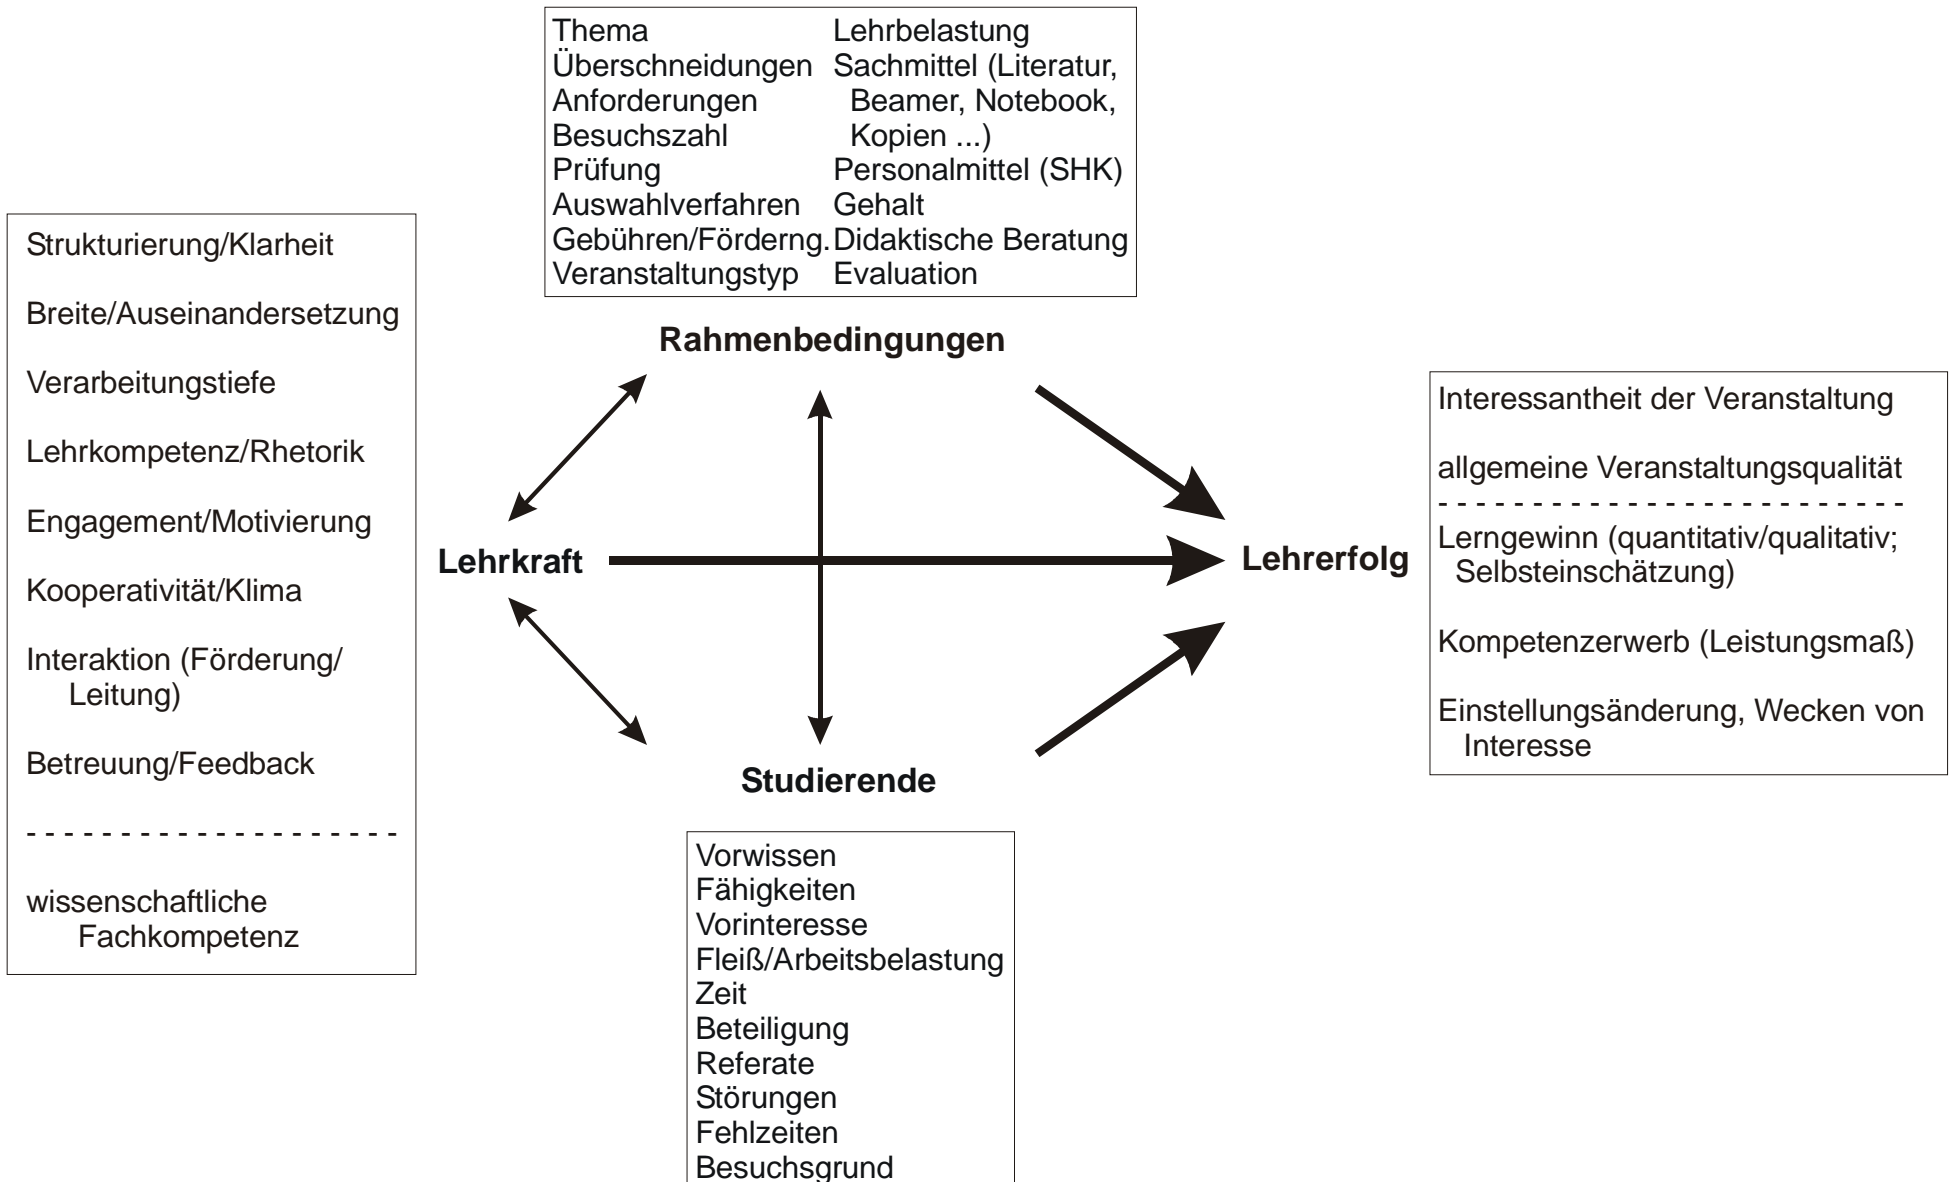 Thema
Überschneidungen
Anforderungen
Besuchszahl
Prüfung
Auswahlverfahren
Gebühren/Förderng.
Veranstaltungstyp
Lehrbelastung
Sachmittel (Literatur,
Beamer, Notebook,
Kopien ...)
Personalmittel (SHK)
Gehalt
Didaktische Beratung
Evaluation
Rahmenbedingungen
Strukturierung/Klarheit
Breite/Auseinandersetzung
Verarbeitungstiefe
Lehrkompetenz/Rhetorik
Engagement/Motivierung
Kooperativität/Klima
Interaktion (Förderung/
Leitung)
Betreuung/Feedback
- - - - - - - - - - - - - - - - - - - -
wissenschaftliche
Fachkompetenz
Lehrkraft
Lehrerfolg
Interessantheit der Veranstaltung
allgemeine Veranstaltungsqualität
- - - - - - - - - - - - - - - - - - - - - - - - -
Lerngewinn (quantitativ/qualitativ;
Selbsteinschätzung)
Kompetenzerwerb (Leistungsmaß)
Einstellungsänderung, Wecken von
Interesse
Studierende
Vorwissen
Fähigkeiten
Vorinteresse
Fleiß/Arbeitsbelastung
Zeit
Beteiligung
Referate
Störungen
Fehlzeiten
Besuchsgrund